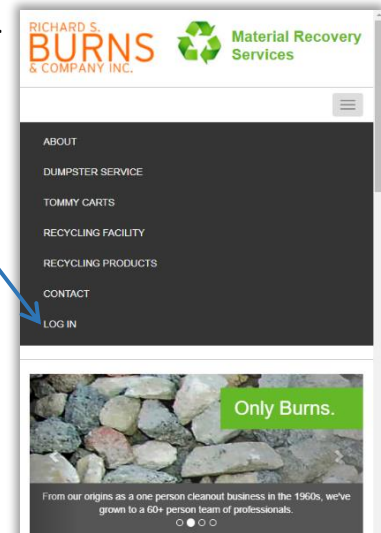 RICHARD S.
BURNS
& COMPANY INC.
Material Recovery
Services
ABOUT
DUMPSTER SERVICE
TOMMY CARTS
RECYCLING FACILITY
RECYCLING PRODUCTS
CONTACT
LOG IN
Only Burns.
From our origins as a one person cleanout business in the 1960s, we've
grown to a 60+ person team of professionals.